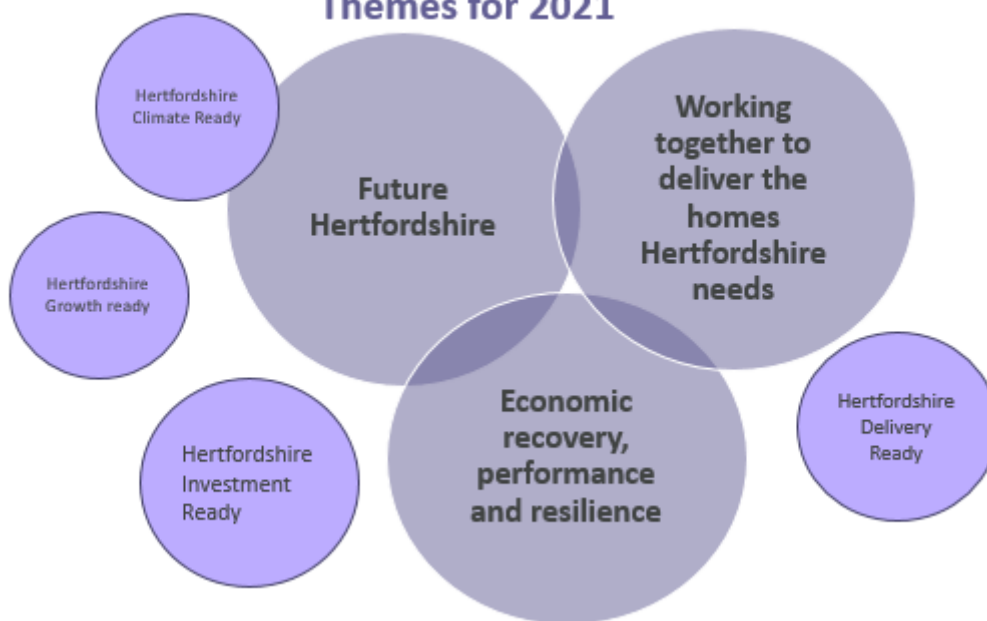 Themes for 2021
Hertfordshire
Climate Ready
Future
Hertfordshire
Working
together to
deliver the
homes
Hertfordshire
needs
Hertfordshire
Growth ready
Economic
recovery,
performance
and resilience
Hertfordshire
Investment
Ready
Hertfordshire
Delivery
Ready